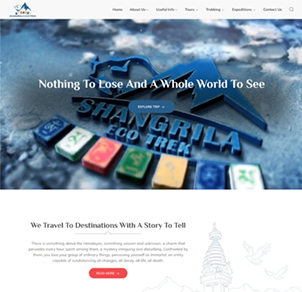 Home About Us Useful Info Tours Trekking Expeditions Contact Us
Nothing To Lose And A Whole World To See
EXPLORE TRIP
SHANGRILA
ECO TREK
We Travel To Destinations With A Story To Tell
There is something about the Himalayas, something unseen and unknown, a charm that
pervades every hour spent among them is mystery intriguing and disturbing. Confronted by
them, you lose your group of ordinary things, perceiving yourself as immortal, an entity
capable of outdistancing all changes, all decay, all life, all death.
READ MORE